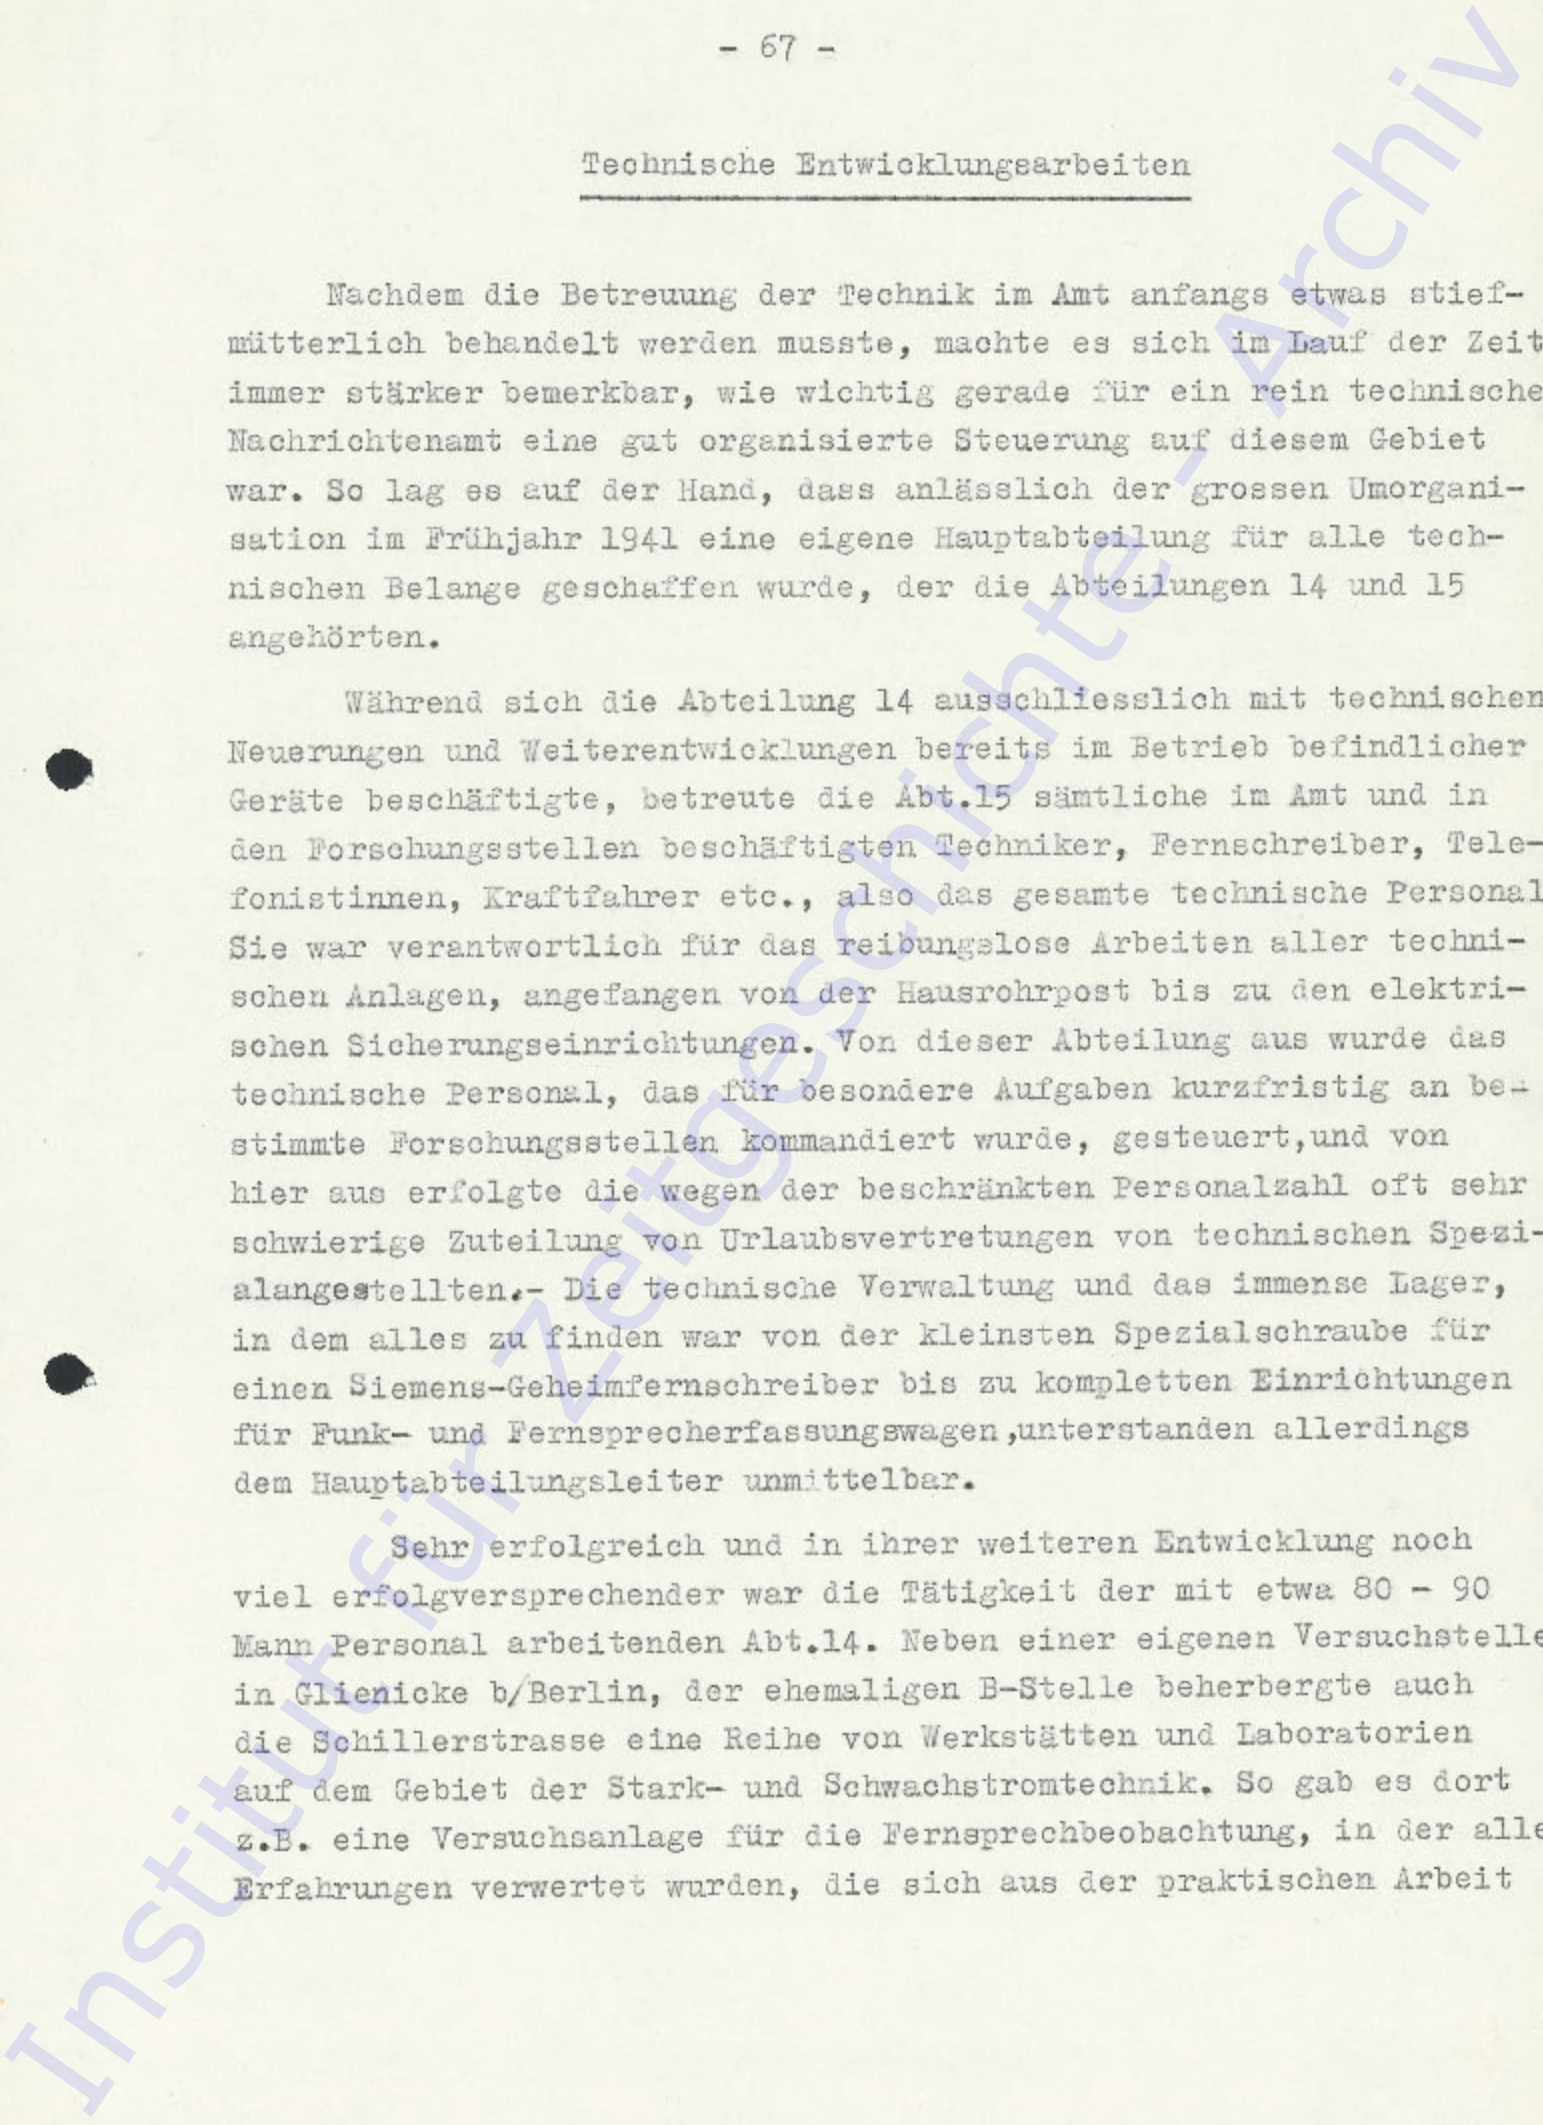 - 67 -
Technische Entwicklungsarbeiten
Nachdem die Betreuung der Technik im Amt anfangs etwas stief-
mütterlich behandelt werden musste, machte es sich im Lauf der Zeit
immer stärker bemerkbar, wie wichtig gerade für ein rein technische
Nachrichtenamt eine gut organisierte Steuerung auf diesem Gebiet
war. So lag es auf der Hand, dass anlässlich der grossen Umorgani-
sation im Frühjahr 1941 eine eigene Hauptabteilung für alle tech-
nischen Belange geschaffen wurde, der die Abteilungen 14 und 15
angehörten.
Während sich die Abteilung 14 ausschliesslich mit technischen
Neuerungen und Weiterentwicklungen bereits im Betrieb befindlicher
Geräte beschäftigte, betreute die Abt.15 sämtliche im Amt und in
den Forschungsstellen beschäftigten Techniker, Fernschreiber, Tele-
fonistinnen, Kraftfahrer etc., also das gesamte technische Personal
Sie war verantwortlich für das reibungslose Arbeiten aller techni-
schen Anlagen, angefangen von der Hausrohrpost bis zu den elektri-
schen Sicherungseinrichtungen. Von dieser Abteilung aus wurde das
technische Personal, das für besondere Aufgaben kurzfristig an be-
stimmte Forschungsstellen kommandiert wurde, gesteuert,und von
hier aus erfolgte die wegen der beschränkten Personalzahl oft sehr
schwierige Zuteilung von Urlaubsvertretungen von technischen Spezi-
alangestellten.- Die technische Verwaltung und das immense Lager,
in dem alles zu finden war von der kleinsten Spezialschraube für
einen Siemens-Geheimfernschreiber bis zu kompletten Einrichtungen
für Funk- und Fernsprecherfassungswagen,unterstanden allerdings
dem Hauptabteilungsleiter unmittelbar.
Sehr erfolgreich und in ihrer weiteren Entwicklung noch
viel erfolgversprechender war die Tätigkeit der mit etwa 80 - 90
Mann Personal arbeitenden Abt.14. Neben einer eigenen Versuchstelle
in Glienicke b/Berlin, der ehemaligen B-Stelle beherbergte auch
die Schillerstrasse eine Reihe von Werkstätten und Laboratorien
auf dem Gebiet der Stark- und Schwachstromtechnik. So gab es dort
z.B. eine Versuchsanlage für die Fernsprechbeobachtung, in der alle
Erfahrungen verwertet wurden, die sich aus der praktischen Arbeit
Institut für Zeitgeschichte - Archiv